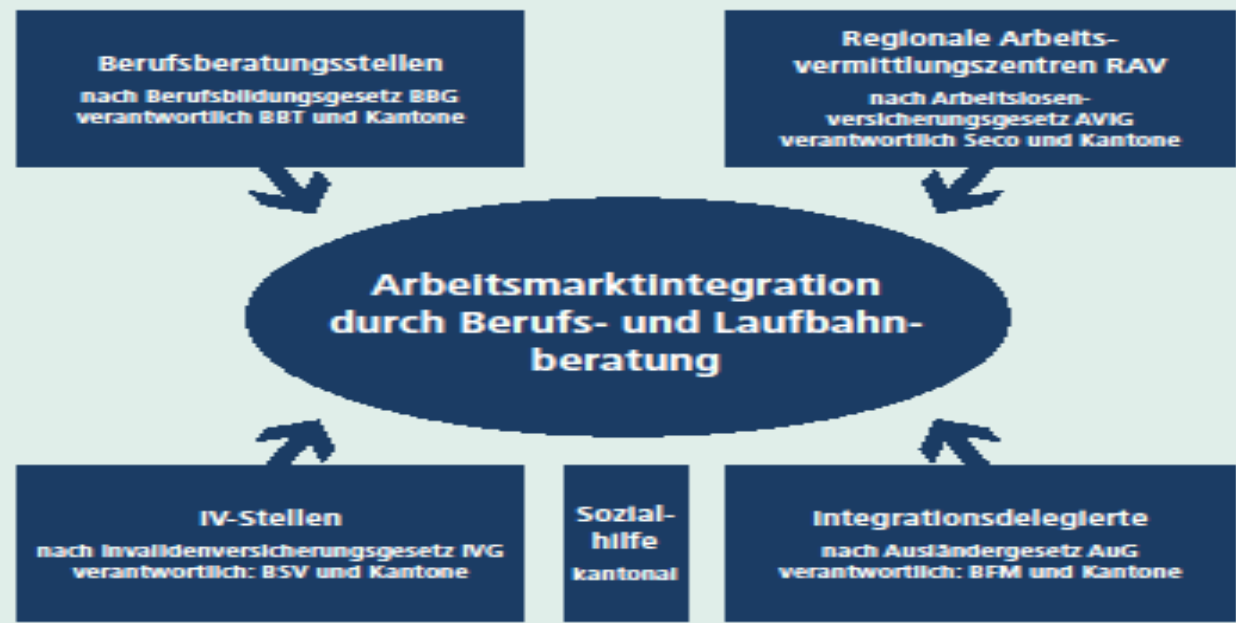 Berufsberatungsstellen
nach Berufsbildungsgesetz BBG
verantwortlich BBT und Kantone
Regionale Arbeits-
vermittlungszentren RAV
nach Arbeitslosen-
versicherungsgesetz AVIG
verantwortlich Seco und Kantone
Arbeitsmarktintegration
durch Berufs- und Laufbahn-
beratung
IV-Stellen
nach Invalidenversicherungsgesetz IVG
verantwortlich: BSV und Kantone
Sozial-
hilfe
kantonal
Integrationsdelegierte
nach Ausländergesetz AuG
verantwortlich: BFM und Kantone